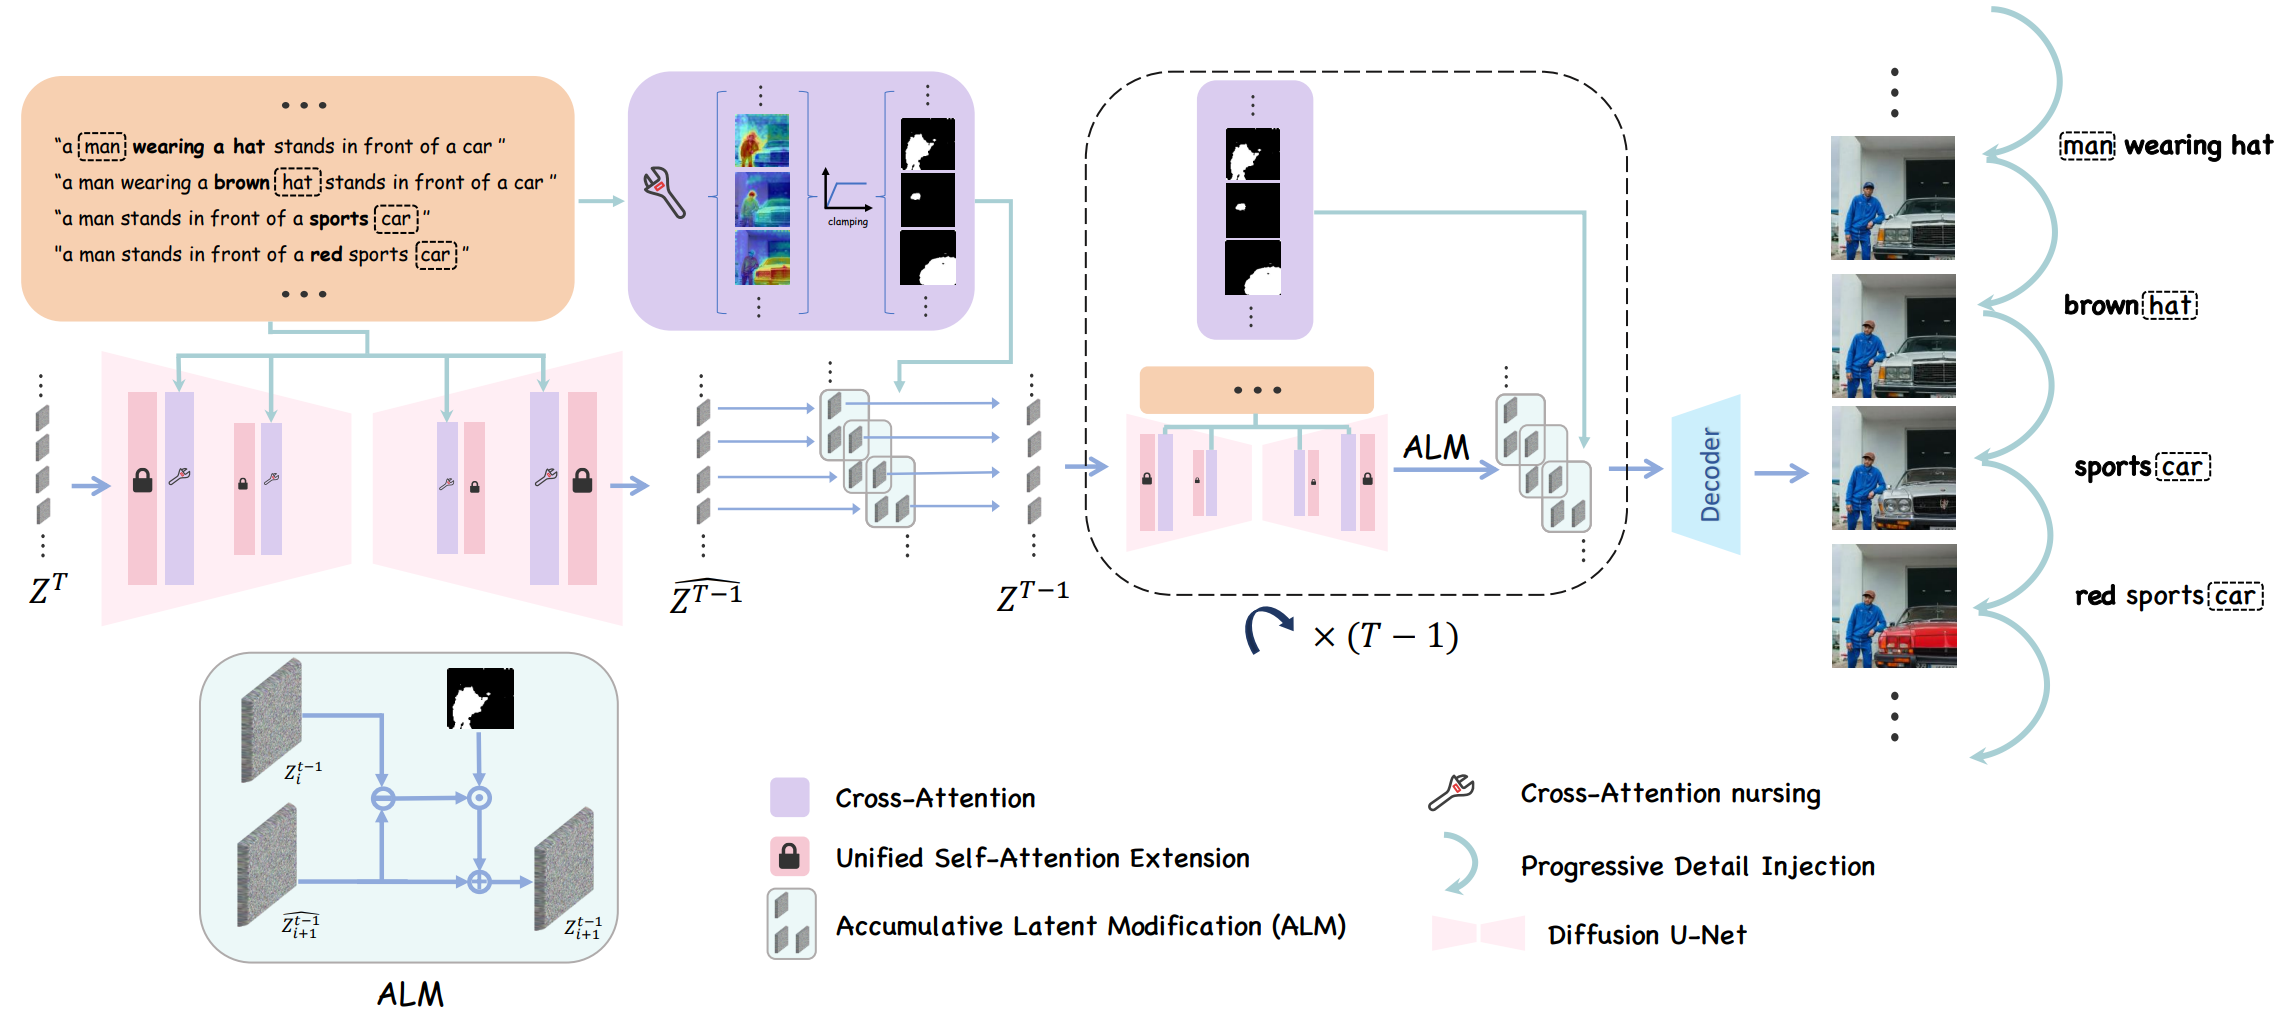 • • •
“a man wearing a hat stands in front of a car ”
“a man wearing a brown hat stands in front of a car ”
“a man stands in front of a sports car ”
"a man stands in front of a red sports car ”
• • •
clamping
Z^T
\widehat{Z^{T-1}}
Z^{T-1}
• • •
ALM
× (T − 1)
Decoder
man wearing hat
brown hat
sports car
red sports car
Z_i^{t-1}
\widehat{Z_{i+1}^{t-1}}
Z_{i+1}^{t-1}
ALM
Cross-Attention
Unified Self-Attention Extension
Accumulative Latent Modification (ALM)
Cross-Attention nursing
Progressive Detail Injection
Diffusion U-Net